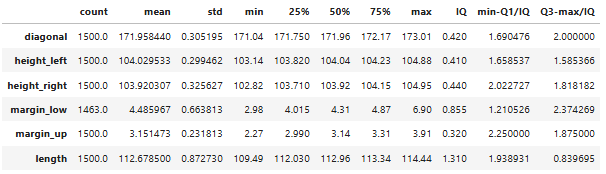 count mean std min 25% 50% 75% max IQ min-Q1/IQ Q3-max/IQ
diagonal 1500.0 171.958440 0.305195 171.04 171.750 171.96 172.17 173.01 0.420 1.690476 2.000000
height_left 1500.0 104.029533 0.299462 103.14 103.820 104.04 104.23 104.88 0.410 1.658537 1.585366
height_right 1500.0 103.920307 0.325627 102.82 103.710 103.92 104.15 104.95 0.440 2.022727 1.818182
margin_low 1463.0 4.485967 0.663813 2.98 4.015 4.31 4.87 6.90 0.855 1.210526 2.374269
margin_up 1500.0 3.151473 0.231813 2.27 2.990 3.14 3.31 3.91 0.320 2.250000 1.875000
length 1500.0 112.678500 0.872730 109.49 112.030 112.96 113.34 114.44 1.310 1.938931 0.839695